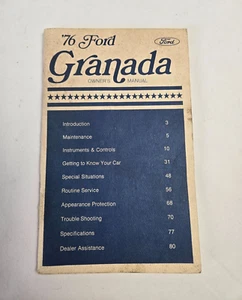 '76 Ford
Ford
Granada
OWNER'S MANUAL
Introduction 3
Maintenance 5
Instruments & Controls 10
Getting to Know Your Car 31
Special Situations 48
Routine Service 56
Appearance Protection 68
Trouble Shooting 70
Specifications 77
Dealer Assistance 80